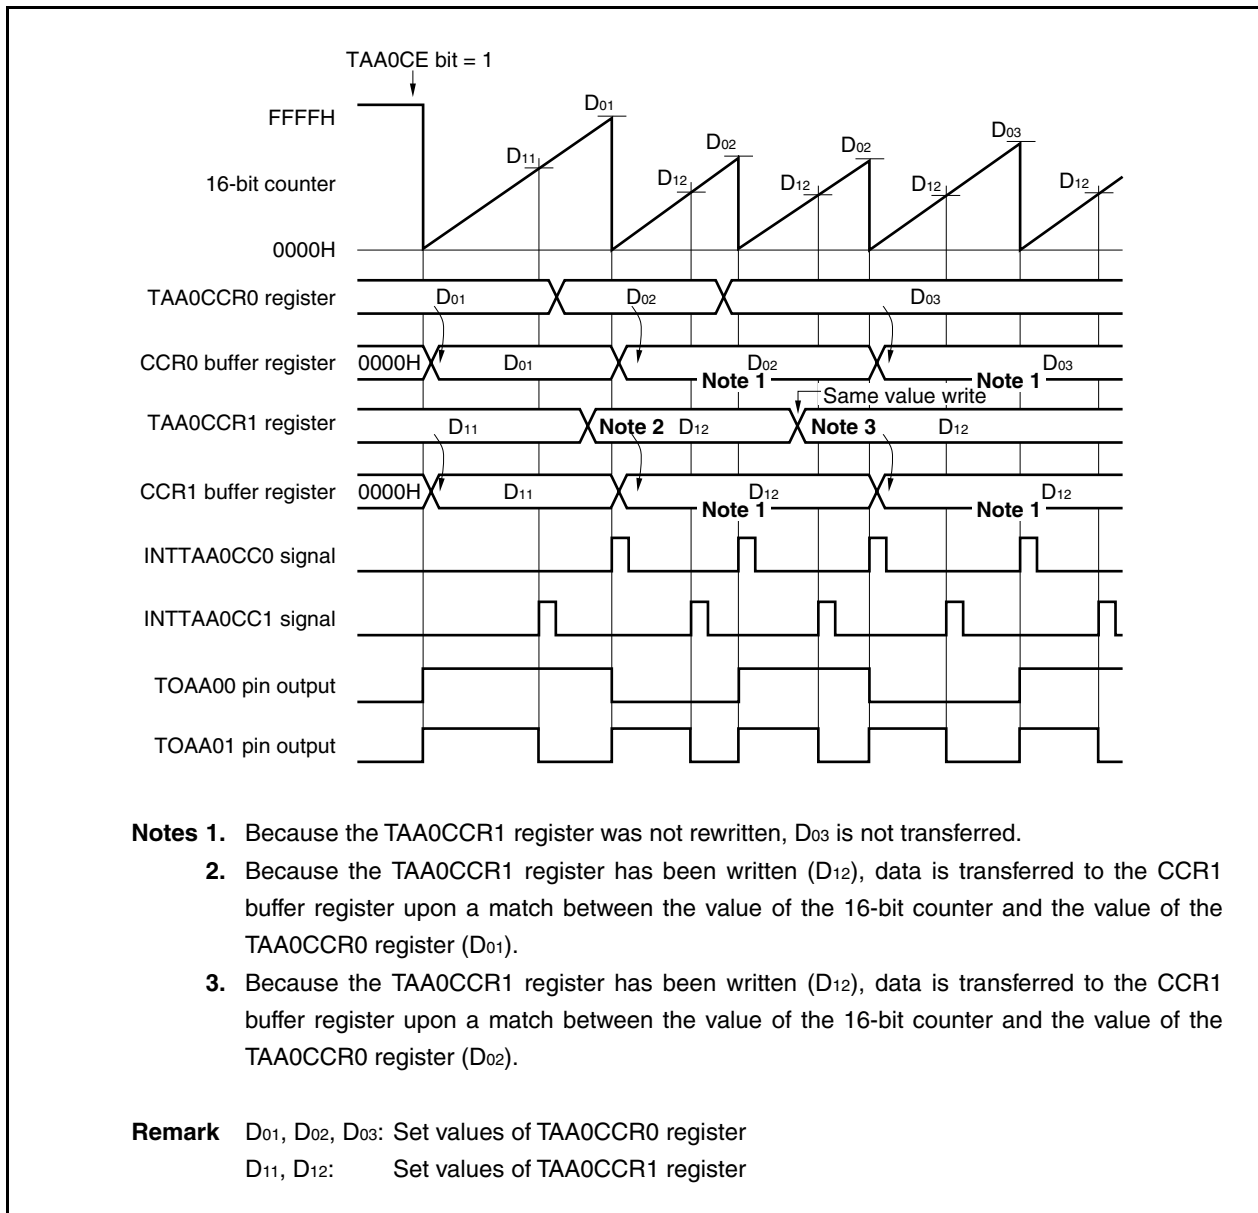 TAA0CE bit = 1
FFFFH
D01
D11
D02
D02
D03
16-bit counter
D12
D12
D12
D12
0000H
TAA0CCR0 register
D01
D02
D03
CCR0 buffer register
0000H
D01
D02
D03
Note 1
Note 1
Same value write
TAA0CCR1 register
D11
Note 2
D12
Note 3
D12
CCR1 buffer register
0000H
D11
D12
D12
Note 1
Note 1
INTTAA0CC0 signal
INTTAA0CC1 signal
TOAA00 pin output
TOAA01 pin output
Notes 1. Because the TAA0CCR1 register was not rewritten, D03 is not transferred.
2. Because the TAA0CCR1 register has been written (D12), data is transferred to the CCR1
buffer register upon a match between the value of the 16-bit counter and the value of the
TAA0CCR0 register (D01).
3. Because the TAA0CCR1 register has been written (D12), data is transferred to the CCR1
buffer register upon a match between the value of the 16-bit counter and the value of the
TAA0CCR0 register (D02).
Remark D01, D02, D03: Set values of TAA0CCR0 register
D11, D12: Set values of TAA0CCR1 register